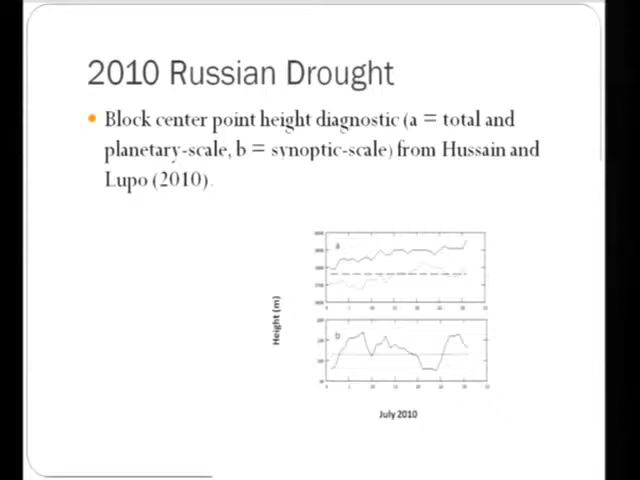 2010 Russian Drought
Block center point height diagnostic (a = total and
planetary-scale, b = synoptic-scale) from Hussain and
Lupo (2010).
a
b
Height (m)
July 2010